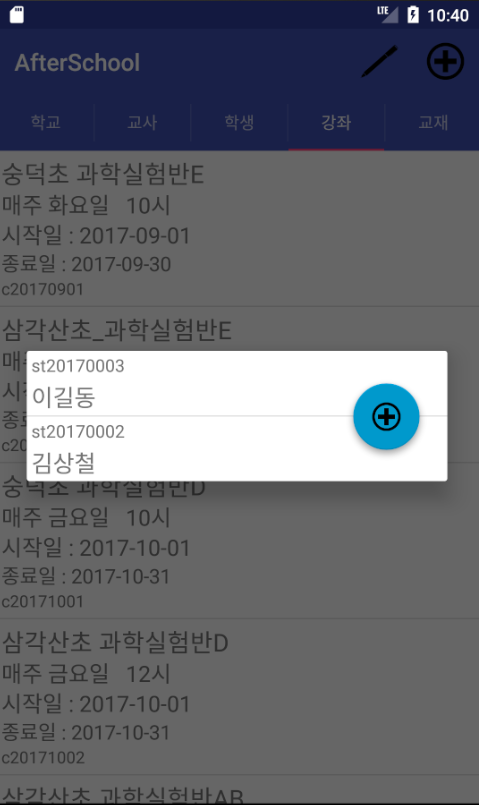 LTE 10:40
AfterSchool
학교 교사 학생 강좌 교재
숭덕초 과학실험반E
매주 화요일 10시
시작일 : 2017-09-01
종료일 : 2017-09-30
c20170901
삼각산초_과학실험반E
st20170003
이길동
st20170002
김상철
숭덕초 과학실험반D
매주 금요일 10시
시작일 : 2017-10-01
종료일 : 2017-10-31
c20171001
삼각산초 과학실험반D
매주 금요일 12시
시작일 : 2017-10-01
종료일 : 2017-10-31
c20171002
삼각산초 과학실험반AB